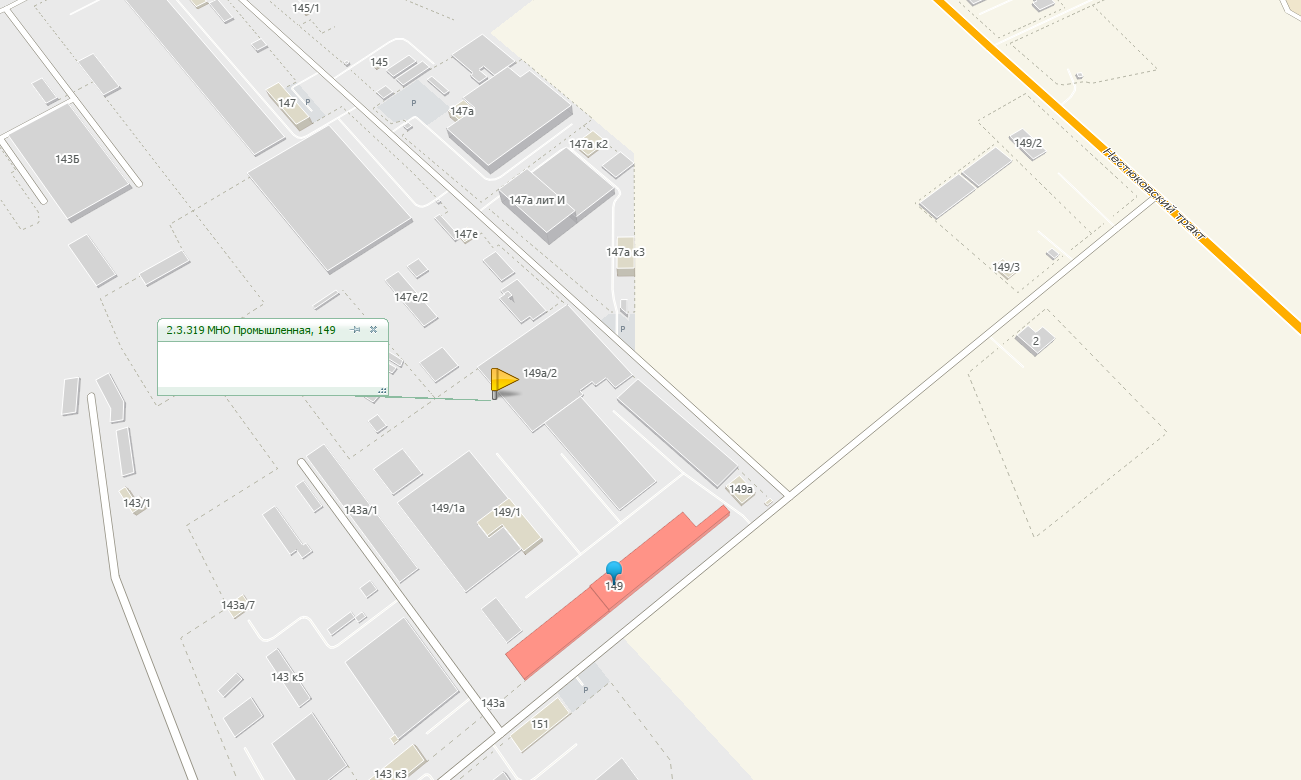 145/1
145
147
Р
Р
147а
147а к2
143Б
147а лит И
147е
147а к3
147е/2
Р
149/2
Нестюковский тракт
149/3
2
2.3.319 МНО Промышленная, 149
149а/2
149а
143/1
143а/1
149/1а
149/1
149
143а/7
143 к5
143а
Р
151
143 к3